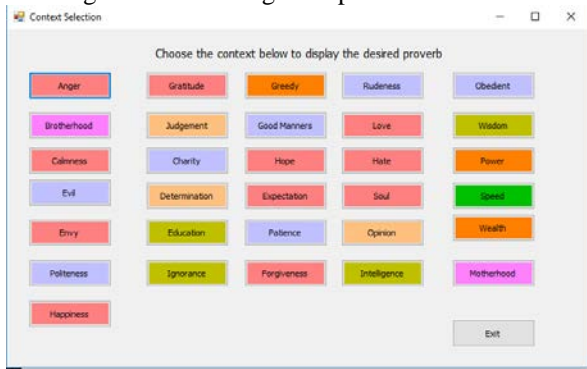 Context Selection
Choose the context below to display the desired proverb
Anger Gratitude Greedy Rudeness Obedient
Brotherhood Judgement Good Manners Love Wisdom
Calmness Charity Hope Hate Power
Evil Determination Expectation Soul Speed
Envy Education Patience Opinion Wealth
Politeness Ignorance Forgiveness Intelligence Motherhood
Happiness
Exit